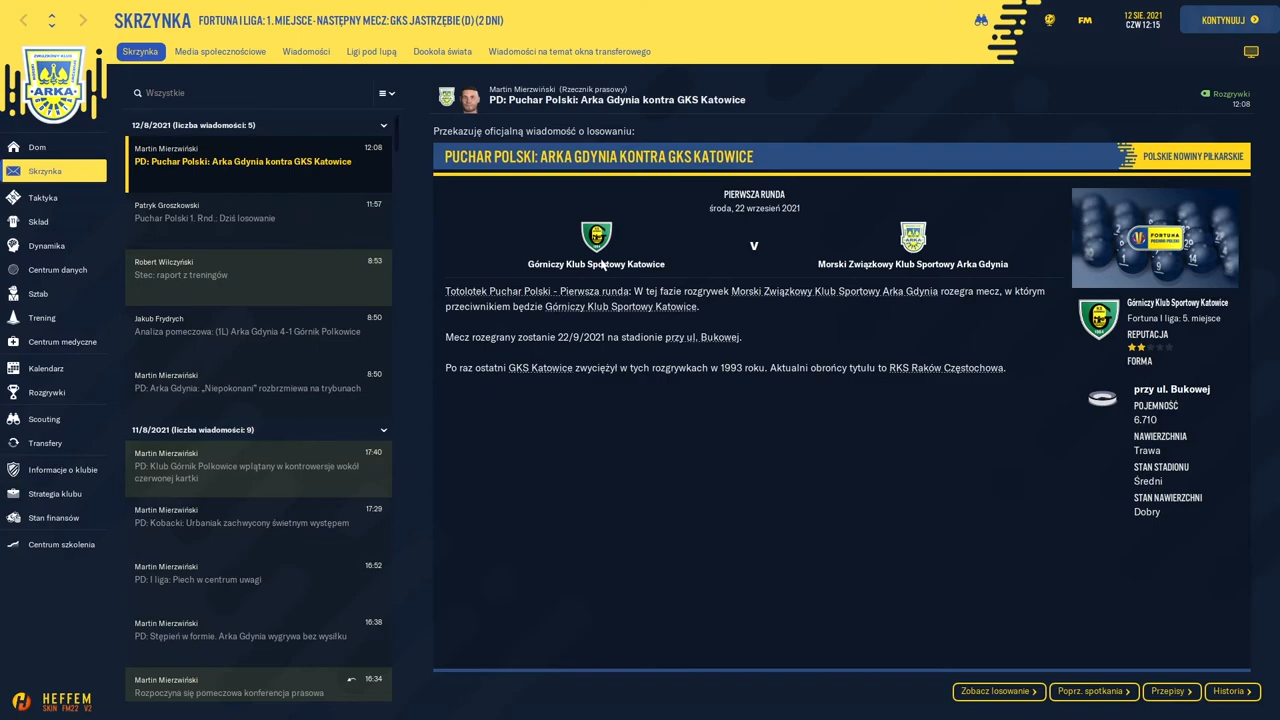 SKRZYNKA
FORTUNA I LIGA: 1. MIEJSCE · NASTĘPNY MECZ: GKS JASTRZĘBIE (D) (2 DNI)
FM
12 SIE. 2021
CZW 12:15
KONTYNUUJ
Skrzynka
Media społecznościowe
Wiadomości
Ligi pod lupą
Dookoła świata
Wiadomości na temat okna transferowego
ARKA
Dom
Skrzynka
Taktyka
Skład
Dynamika
Centrum danych
Sztab
Trening
Centrum medyczne
Kalendarz
Rozgrywki
Scouting
Transfery
Informacje o klubie
Strategia klubu
Stan finansów
Centrum szkolenia
HEFFEM
SKIN FM22 V2
Wszystkie
12/8/2021 (liczba wiadomości: 5)
Martin Mierzwiński 12:08
PD: Puchar Polski: Arka Gdynia kontra GKS Katowice
Patryk Groszkowski 11:57
Puchar Polski 1. Rnd.: Dziś losowanie
Robert Wilczyński 8:53
Stec: raport z treningów
Jakub Frydrych 8:50
Analiza pomeczowa: (1L) Arka Gdynia 4-1 Górnik Polkowice
Martin Mierzwiński 8:50
PD: Arka Gdynia: „Niepokonani” rozbrzmiewa na trybunach
11/8/2021 (liczba wiadomości: 9)
Martin Mierzwiński 17:40
PD: Klub Górnik Polkowice wplątany w kontrowersje wokół
czerwonej kartki
Martin Mierzwiński 17:29
PD: Kobacki: Urbaniak zachwycony świetnym występem
Martin Mierzwiński 16:52
PD: I liga: Piech w centrum uwagi
Martin Mierzwiński 16:38
PD: Stępień w formie. Arka Gdynia wygrywa bez wysiłku
Martin Mierzwiński 16:34
Rozpoczyna się pomeczowa konferencja prasowa
Martin Mierzwiński (Rzecznik prasowy)
PD: Puchar Polski: Arka Gdynia kontra GKS Katowice
Rozgrywki
12:08
Przekazuję oficjalną wiadomość o losowaniu:
PUCHAR POLSKI: ARKA GDYNIA KONTRA GKS KATOWICE
POLSKIE NOWINY PIŁKARSKIE
PIERWSZA RUNDA
środa, 22 wrzesień 2021
v
Górniczy Klub Sportowy Katowice
Morski Związkowy Klub Sportowy Arka Gdynia
Totolotek Puchar Polski - Pierwsza runda: W tej fazie rozgrywek Morski Związkowy Klub Sportowy Arka Gdynia rozegra mecz, w którym
przeciwnikiem będzie Górniczy Klub Sportowy Katowice.
Mecz rozegrany zostanie 22/9/2021 na stadionie przy ul. Bukowej.
Po raz ostatni GKS Katowice zwyciężył w tych rozgrywkach w 1993 roku. Aktualni obrońcy tytułu to RKS Raków Częstochowa.
FORTUNA
PUCHAR POLSKI
Górniczy Klub Sportowy Katowice
Fortuna I liga: 5. miejsce
REPUTACJA
FORMA
przy ul. Bukowej
POJEMNOŚĆ
6.710
NAWIERZCHNIA
Trawa
STAN STADIONU
Średni
STAN NAWIERZCHNI
Dobry
Zobacz losowanie
Poprz. spotkania
Przepisy
Historia